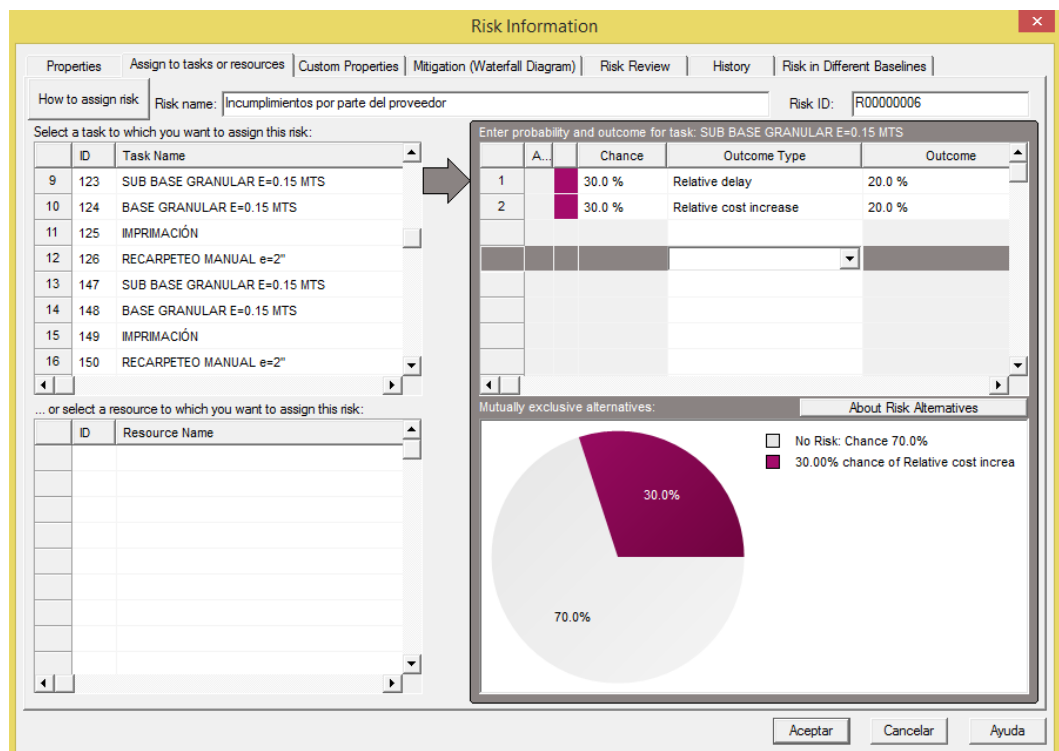 Risk Information
Properties
Assign to tasks or resources
Custom Properties
Mitigation (Waterfall Diagram)
Risk Review
History
Risk in Different Baselines
How to assign risk
Risk name: Incumplimientos por parte del proveedor
Risk ID: R00000006
Select a task to which you want to assign this risk:
ID Task Name
9 123 SUB BASE GRANULAR E=0.15 MTS
10 124 BASE GRANULAR E=0.15 MTS
11 125 IMPRIMACIÓN
12 126 RECARPETEO MANUAL e=2"
13 147 SUB BASE GRANULAR E=0.15 MTS
14 148 BASE GRANULAR E=0.15 MTS
15 149 IMPRIMACIÓN
16 150 RECARPETEO MANUAL e=2"
... or select a resource to which you want to assign this risk:
ID Resource Name
Enter probability and outcome for task: SUB BASE GRANULAR E=0.15 MTS
A... Chance Outcome Type Outcome
1 30.0 % Relative delay 20.0 %
2 30.0 % Relative cost increase 20.0 %
Mutually exclusive alternatives:
About Risk Alternatives
No Risk: Chance 70.0%
30.00% chance of Relative cost increa
30.0%
70.0%
Aceptar
Cancelar
Ayuda